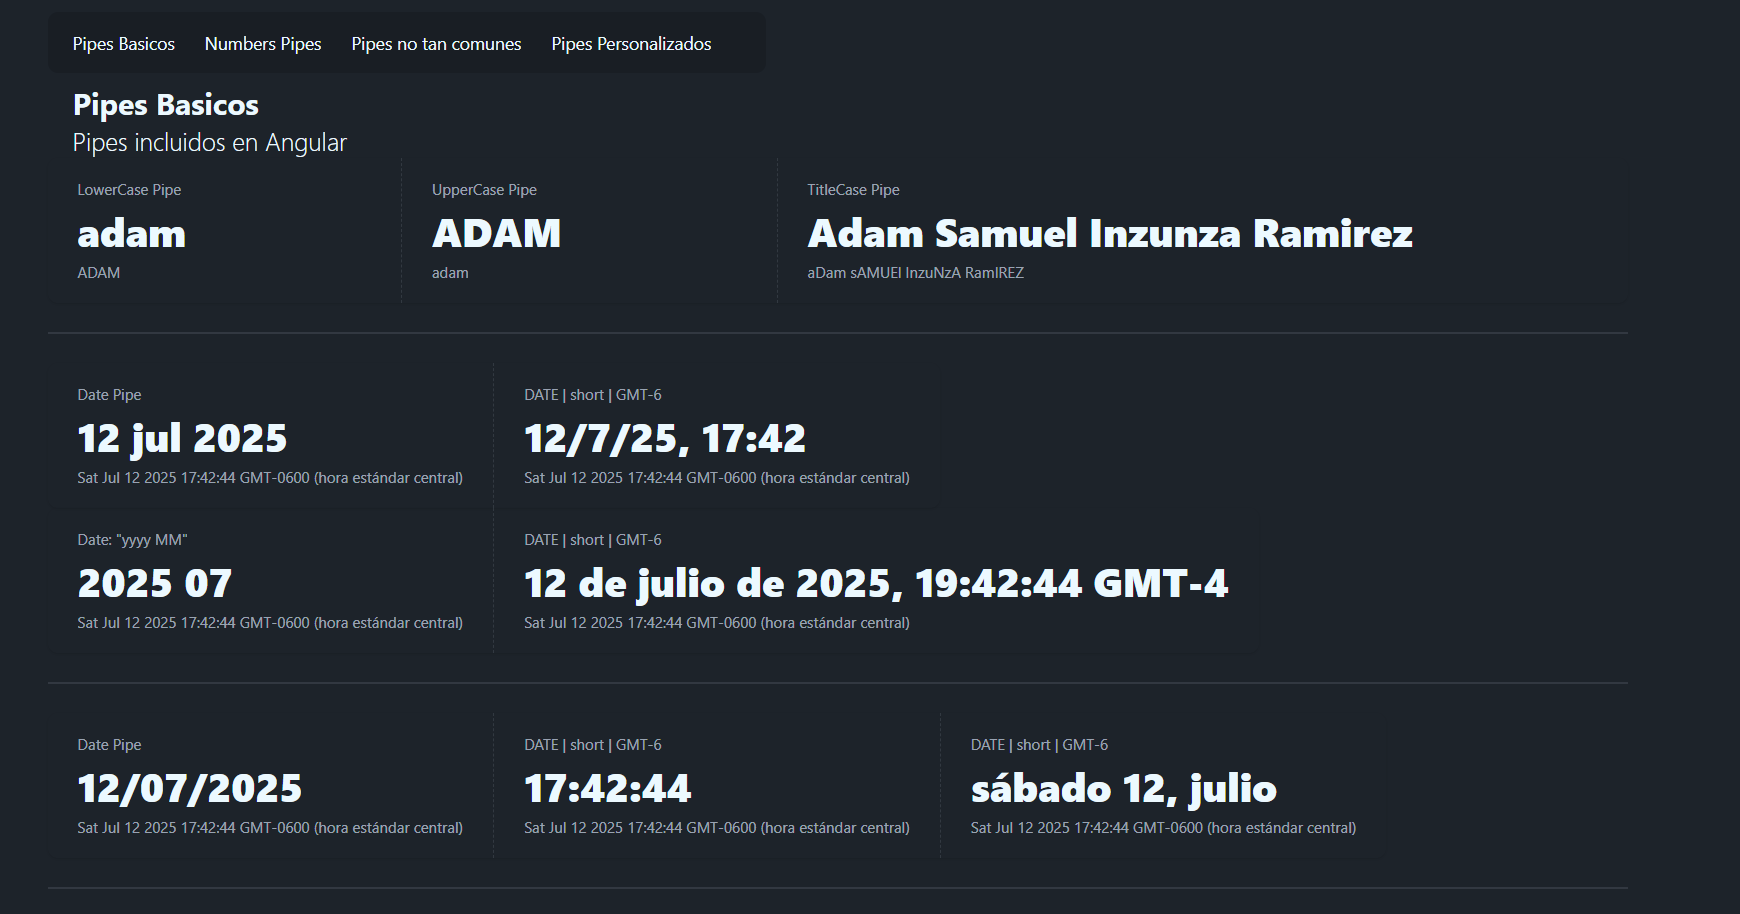 Pipes Basicos Numbers Pipes Pipes no tan comunes Pipes Personalizados
Pipes Basicos
Pipes incluidos en Angular
LowerCase Pipe
adam
ADAM
UpperCase Pipe
ADAM
adam
TitleCase Pipe
Adam Samuel Inzunza Ramirez
aDam sAMUEl InzuNzA RamIREZ
Date Pipe
12 jul 2025
Sat Jul 12 2025 17:42:44 GMT-0600 (hora estándar central)
DATE | short | GMT-6
12/7/25, 17:42
Sat Jul 12 2025 17:42:44 GMT-0600 (hora estándar central)
Date: "yyyy MM"
2025 07
Sat Jul 12 2025 17:42:44 GMT-0600 (hora estándar central)
DATE | short | GMT-6
12 de julio de 2025, 19:42:44 GMT-4
Sat Jul 12 2025 17:42:44 GMT-0600 (hora estándar central)
Date Pipe
12/07/2025
Sat Jul 12 2025 17:42:44 GMT-0600 (hora estándar central)
DATE | short | GMT-6
17:42:44
Sat Jul 12 2025 17:42:44 GMT-0600 (hora estándar central)
DATE | short | GMT-6
sábado 12, julio
Sat Jul 12 2025 17:42:44 GMT-0600 (hora estándar central)